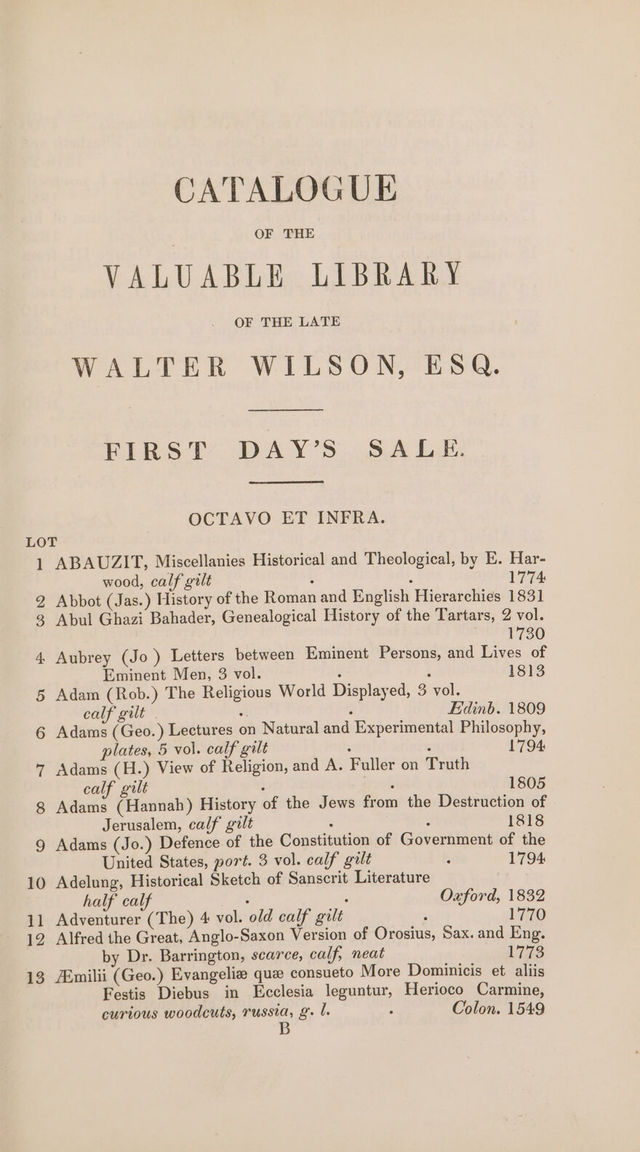 CATALOGUE
OF THE
VALUABLE LIBRARY
OF THE LATE
WALTER WILSON, ESQ.
FIRST DAY'S SALE.
OCTAVO ET INFRA.
LOT
1 ABAUZIT, Miscellanies Historical and Theological, by E. Har-
wood, calf gilt . . 1774
2 Abbot (Jas.) History of the Roman and English Hierarchies 1831
3 Abul Ghazi Bahader, Genealogical History of the Tartars, 2 vol.
1730
4 Aubrey (Jo ) Letters between Eminent Persons, and Lives of
Eminent Men, 3 vol. . . 1813
5 Adam (Rob.) The Religious World Displayed, 3 vol.
calf gilt . . Edinb. 1809
6 Adams (Geo.) Lectures on Natural and Experimental Philosophy,
plates, 5 vol. calf gilt . . 1794
7 Adams (H.) View of Religion, and A. Fuller on Truth
calf gilt . . 1805
8 Adams (Hannah) History of the Jews from the Destruction of
Jerusalem, calf gilt . . 1818
9 Adams (Jo.) Defence of the Constitution of Government of the
United States, port. 3 vol. calf gilt . 1794
10 Adelung, Historical Sketch of Sanscrit Literature
half calf . . Oxford, 1832
11 Adventurer (The) 4 vol. old calf gilt . 1770
12 Alfred the Great, Anglo-Saxon Version of Orosius, Sax. and Eng.
by Dr. Barrington, scarce, calf, neat 1773
13 Æmilii (Geo.) Evangeliæ quæ consueto More Dominicis et aliis
Festis Diebus in Ecclesia leguntur, Herioco Carmine,
curious woodcuts, russia, g. l. . Colon. 1549
B